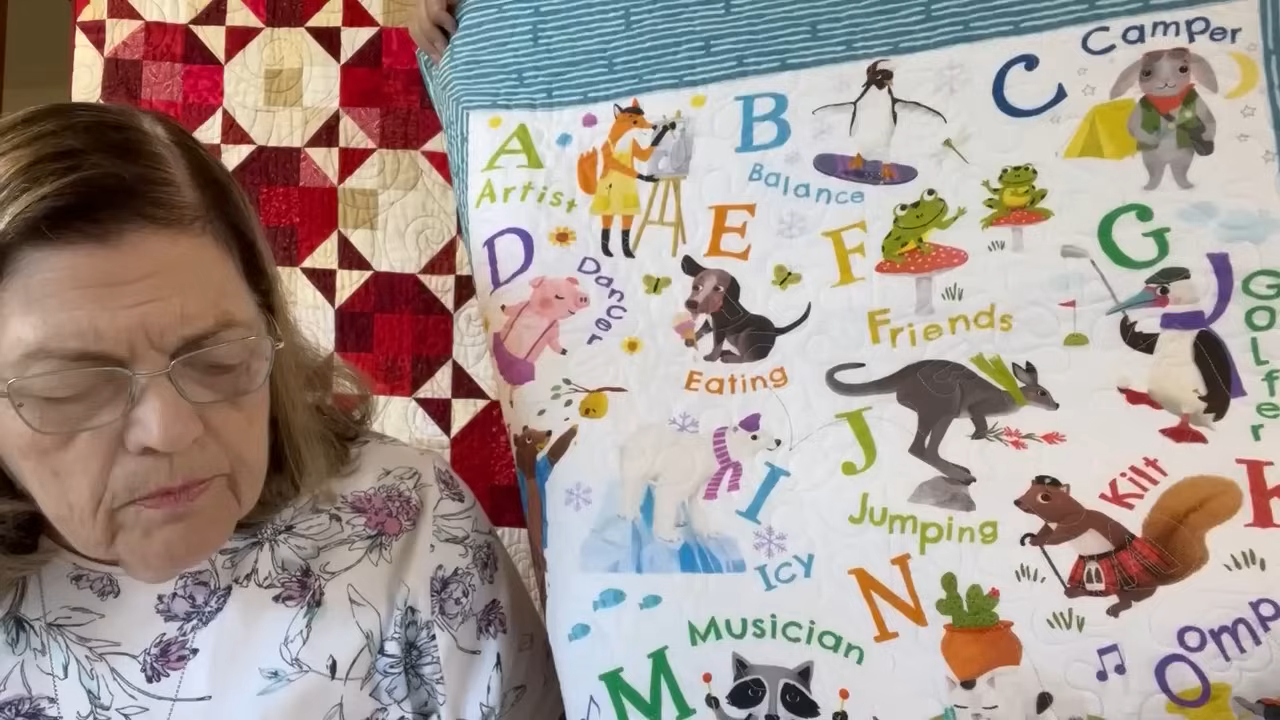 A
Artist
B
Balance
C
Camper
D
Dancer
E
Eating
F
Friends
G
Golfer
I
Icy
J
Jumping
K
Kilt
M
Musician
N
O